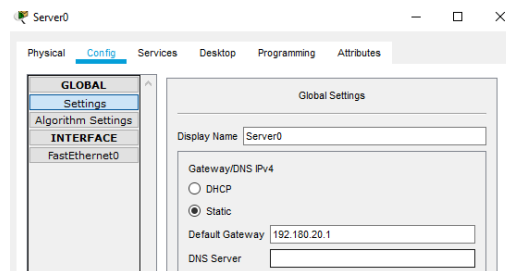 Server0
Physical Config Services Desktop Programming Attributes
GLOBAL
Settings
Algorithm Settings
INTERFACE
FastEthernet0
Global Settings
Display Name Server0
Gateway/DNS IPv4
DHCP
Static
Default Gateway 192.180.20.1
DNS Server